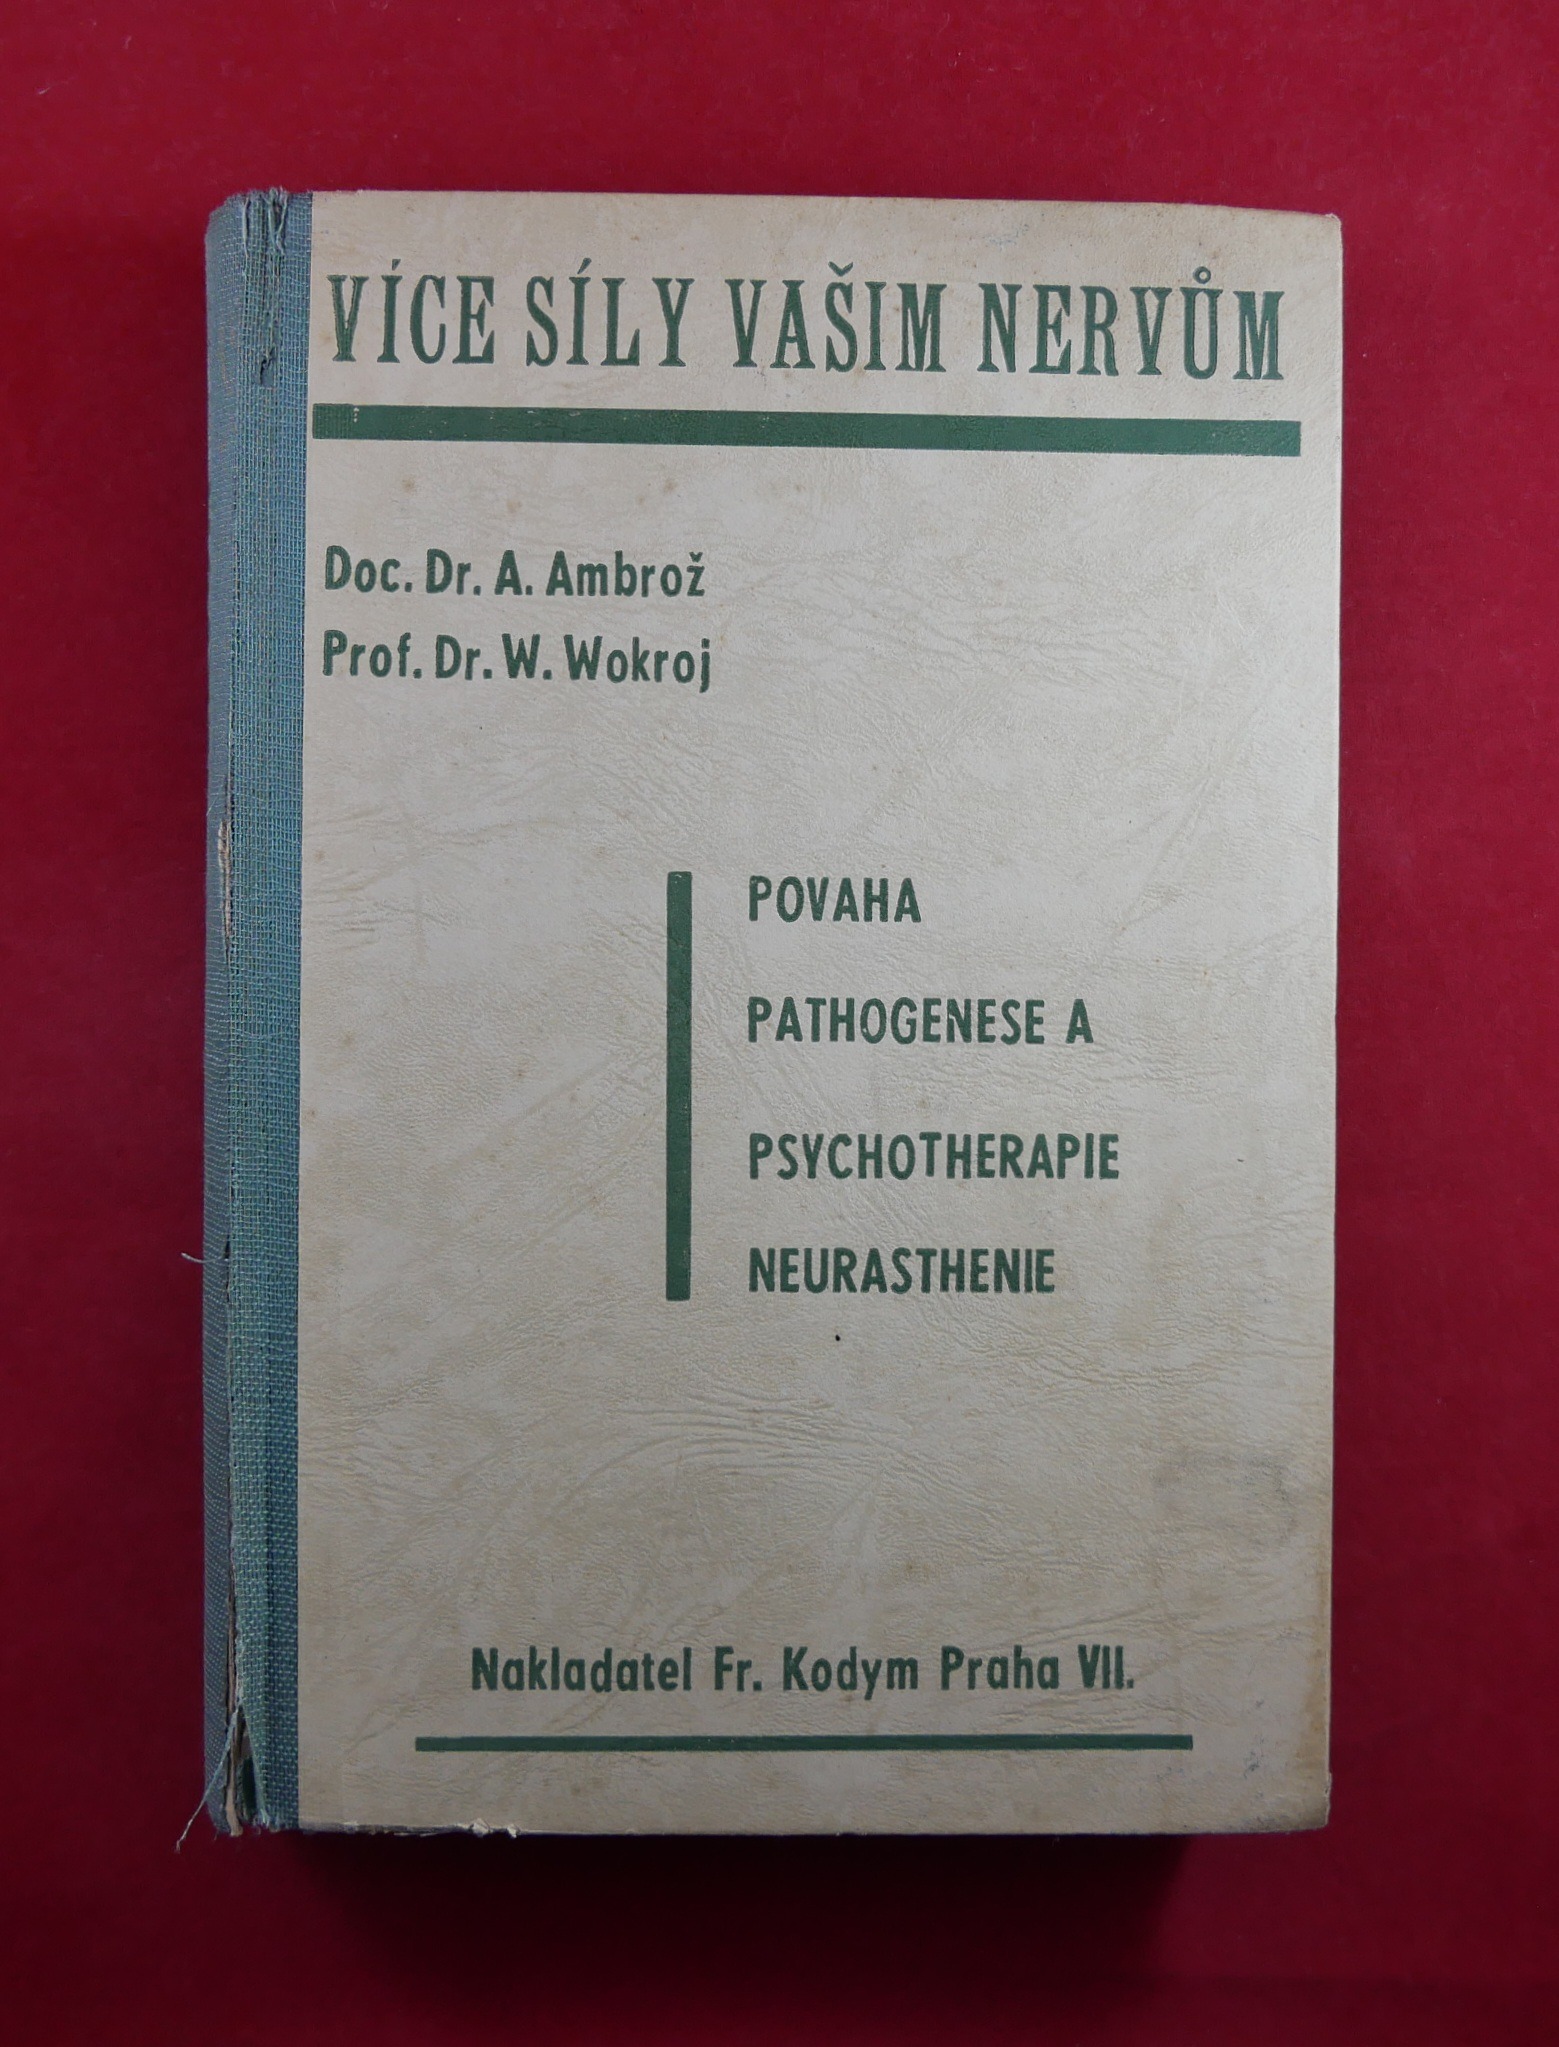 VÍCE SÍLY VAŠIM NERVŮM
Doc. Dr. A. Ambrož
Prof. Dr. W. Wokroj
POVAHA
PATHOGENESE A
PSYCHOTHERAPIE
NEURASTHENIE
Nakladatel Fr. Kodym Praha VII.